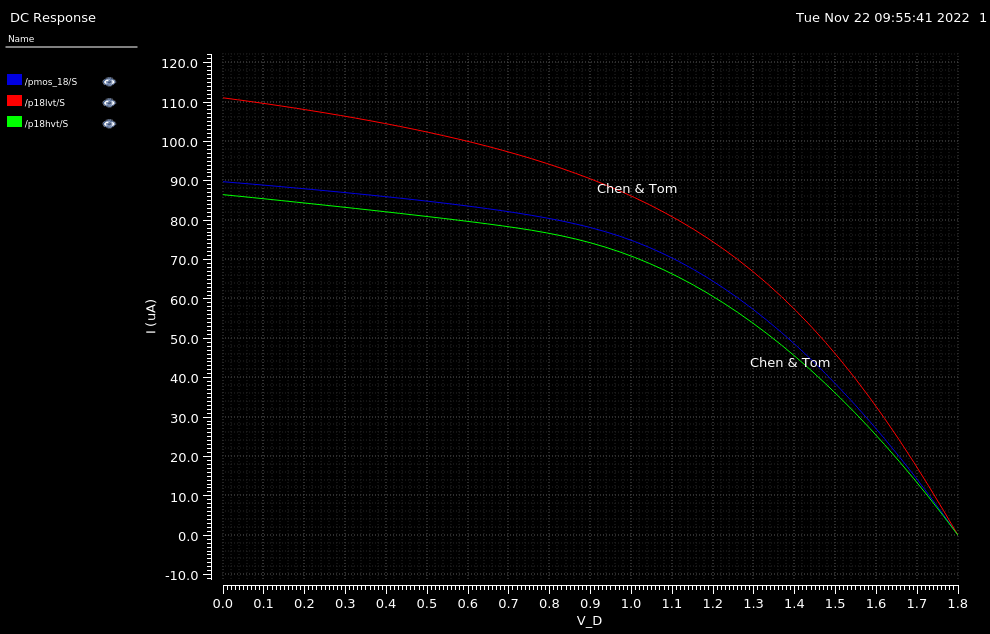 DC Response
Tue Nov 22 09:55:41 2022 1
Name
/pmos_18/S
/p18lvt/S
/p18hvt/S
120.0
110.0
100.0
90.0
80.0
70.0
60.0
50.0
40.0
30.0
20.0
10.0
0.0
-10.0
I (uA)
Chen & Tom
Chen & Tom
0.0 0.1 0.2 0.3 0.4 0.5 0.6 0.7 0.8 0.9 1.0 1.1 1.2 1.3 1.4 1.5 1.6 1.7 1.8
V_D